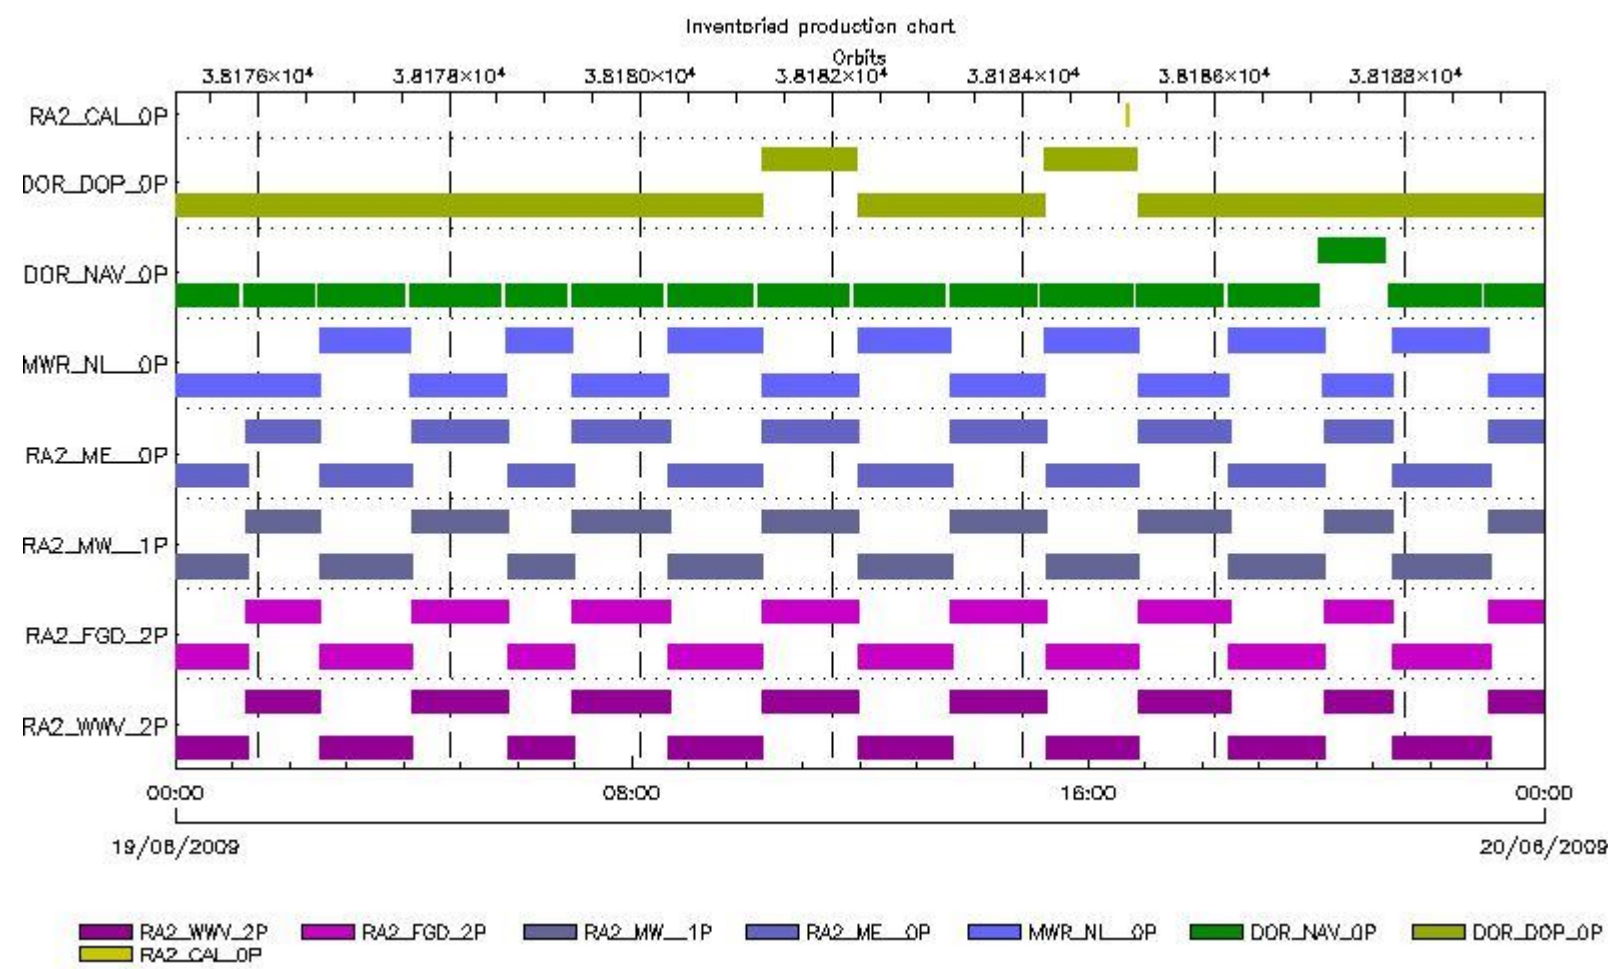 Inventoried production chart
Orbits
3.8176×10⁴ 3.8178×10⁴ 3.8180×10⁴ 3.8182×10⁴ 3.8184×10⁴ 3.8186×10⁴ 3.8188×10⁴
RA2_CAL_0P
DOR_DOP_0P
DOR_NAV_0P
MWR_NL__0P
RA2_ME__0P
RA2_MW__1P
RA2_FGD_2P
RA2_WWV_2P
00:00 08:00 16:00 00:00
19/06/2009 20/06/2009
RA2_WWV_2P RA2_FGD_2P RA2_MW__1P RA2_ME__0P MWR_NL__0P DOR_NAV_0P DOR_DOP_0P
RA2_CAL_0P